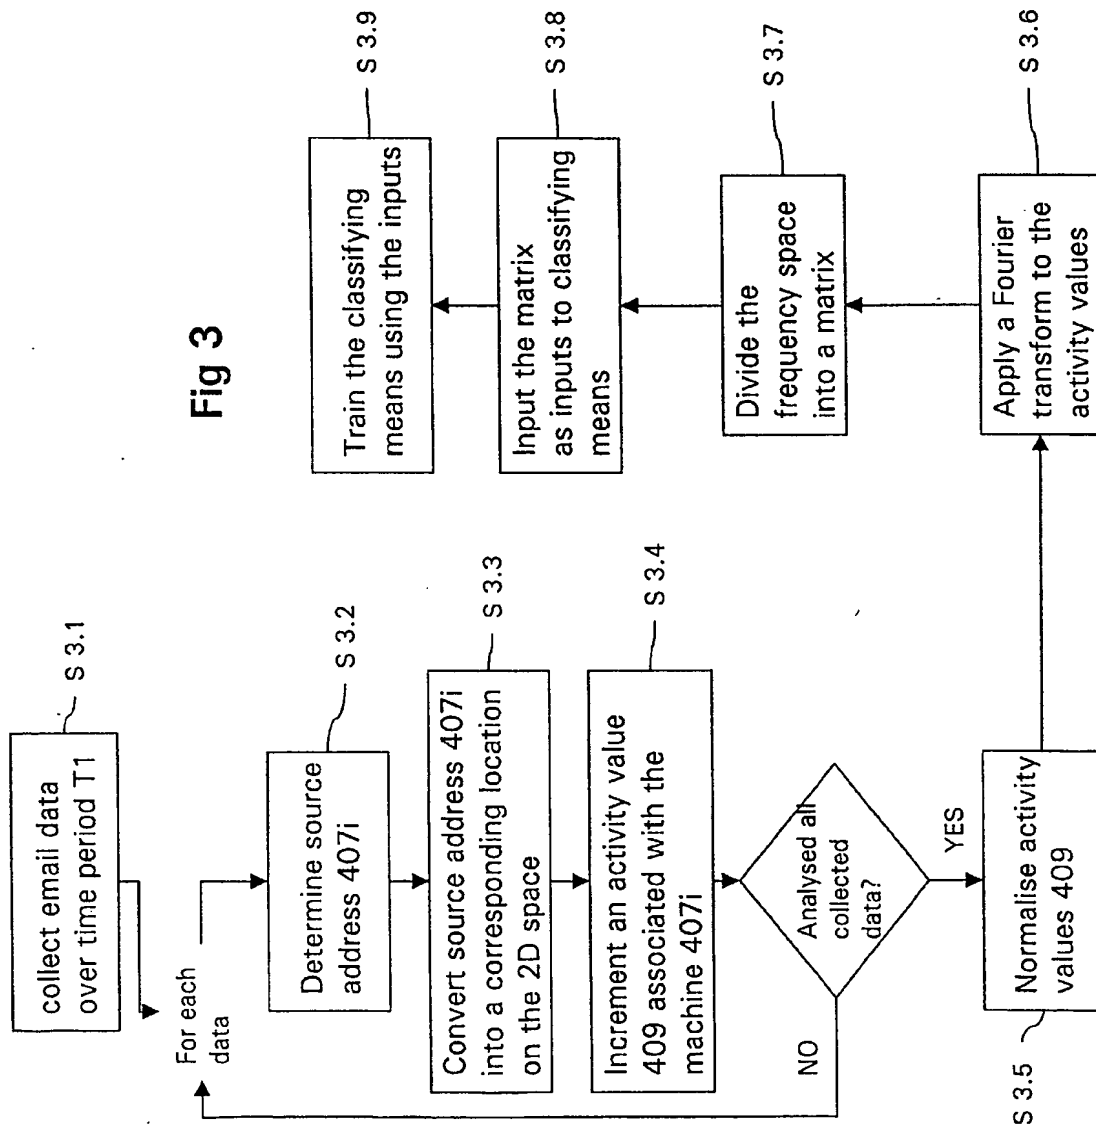 Fig 3
collect email data
over time period T1
S 3.1
For each
data
Determine source
address 407i
S 3.2
Convert source address 407i
into a corresponding location
on the 2D space
S 3.3
Increment an activity value
409 associated with the
machine 407i
S 3.4
Analysed all
collected
data?
NO
YES
Normalise activity
values 409
S 3.5
Apply a Fourier
transform to the
activity values
S 3.6
Divide the
frequency space
into a matrix
S 3.7
Input the matrix
as inputs to classifying
means
S 3.8
Train the classifying
means using the inputs
S 3.9